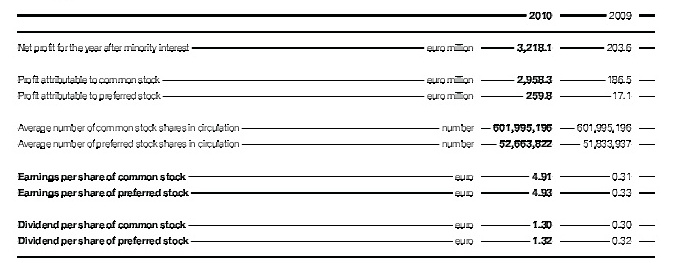 2010 2009
Net profit for the year after minority interest euro million 3,218.1 203.6
Profit attributable to common stock euro million 2,958.3 186.5
Profit attributable to preferred stock euro million 259.8 17.1
Average number of common stock shares in circulation number 601,995,196 601,995,196
Average number of preferred stock shares in circulation number 52,663,822 51,833,937
Earnings per share of common stock euro 4.91 0.31
Earnings per share of preferred stock euro 4.93 0.33
Dividend per share of common stock euro 1.30 0.30
Dividend per share of preferred stock euro 1.32 0.32